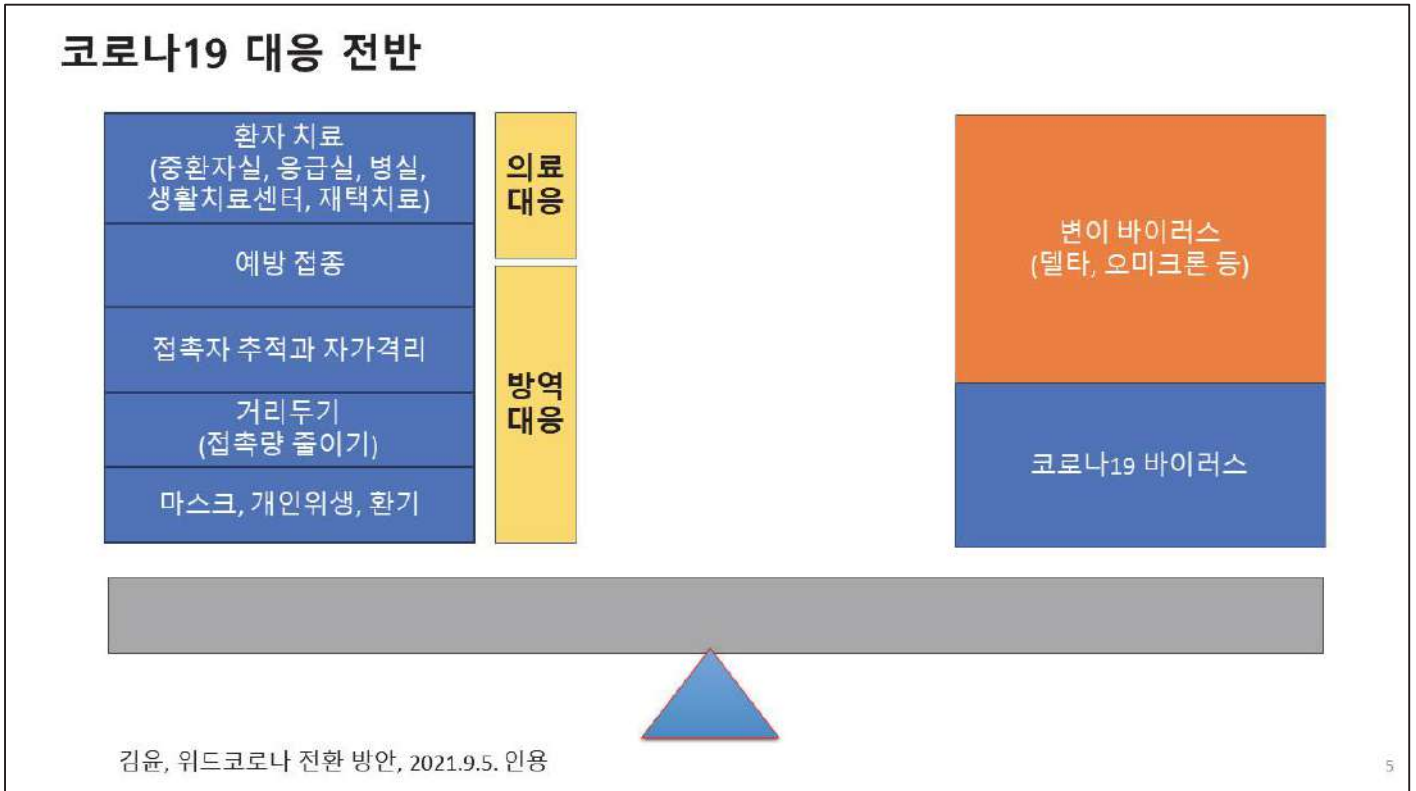 코로나19 대응 전반
환자 치료
(중환자실, 응급실, 병실,
생활치료센터, 재택치료)
예방 접종
접촉자 추적과 자가격리
거리두기
(접촉량 줄이기)
마스크, 개인위생, 환기
의료
대응
방역
대응
변이 바이러스
(델타, 오미크론 등)
코로나19 바이러스
김윤, 위드코로나 전환 방안, 2021.9.5. 인용
5